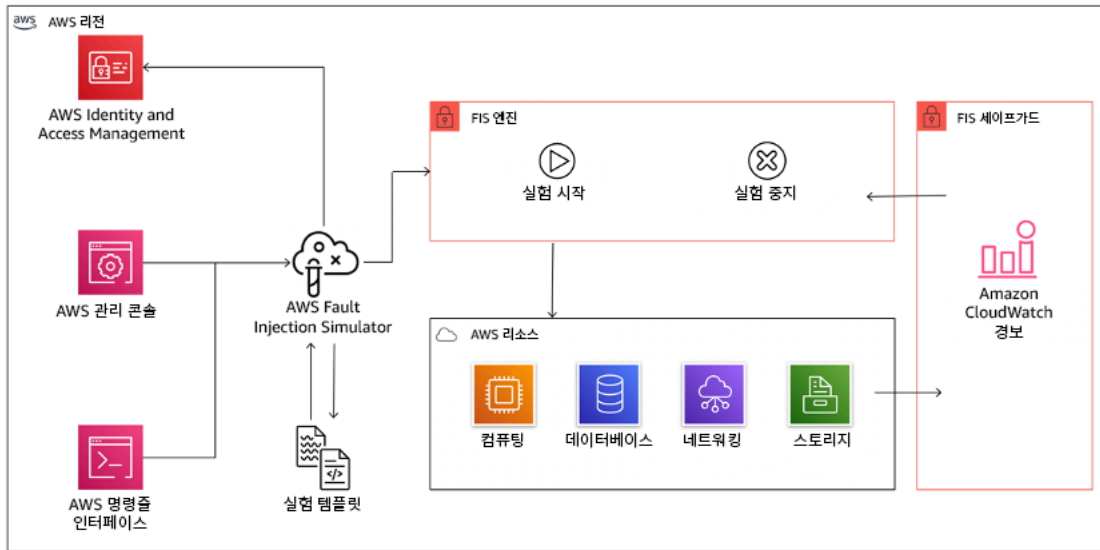 aws
AWS 리전
AWS Identity and
Access Management
AWS 관리 콘솔
AWS 명령줄
인터페이스
AWS Fault
Injection Simulator
실험 템플릿
FIS 엔진
실험 시작
실험 중지
AWS 리소스
컴퓨팅
데이터베이스
네트워킹
스토리지
FIS 세이프가드
Amazon
CloudWatch
경보